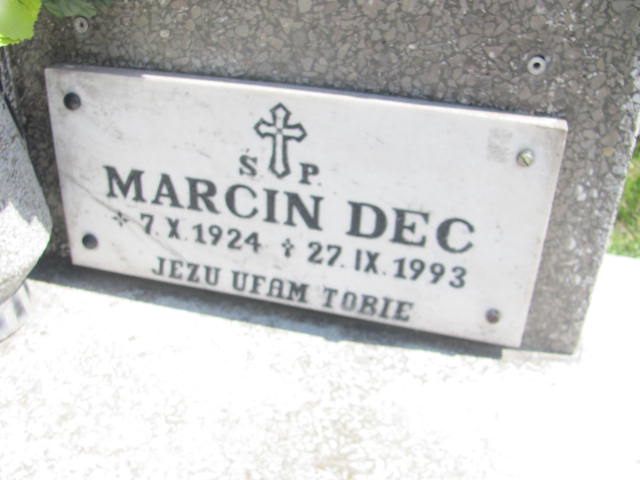 S P.
MARCIN DEC
7.X.1924 ✝ 27.IX.1993
JEZU UFAM TOBIE